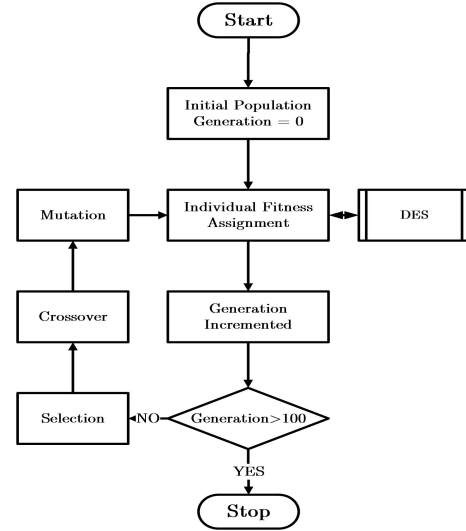 Start
Initial Population
Generation = 0
Mutation
Individual Fitness
Assignment
DES
Crossover
Generation
Incremented
Selection
NO
Generation>100
YES
Stop